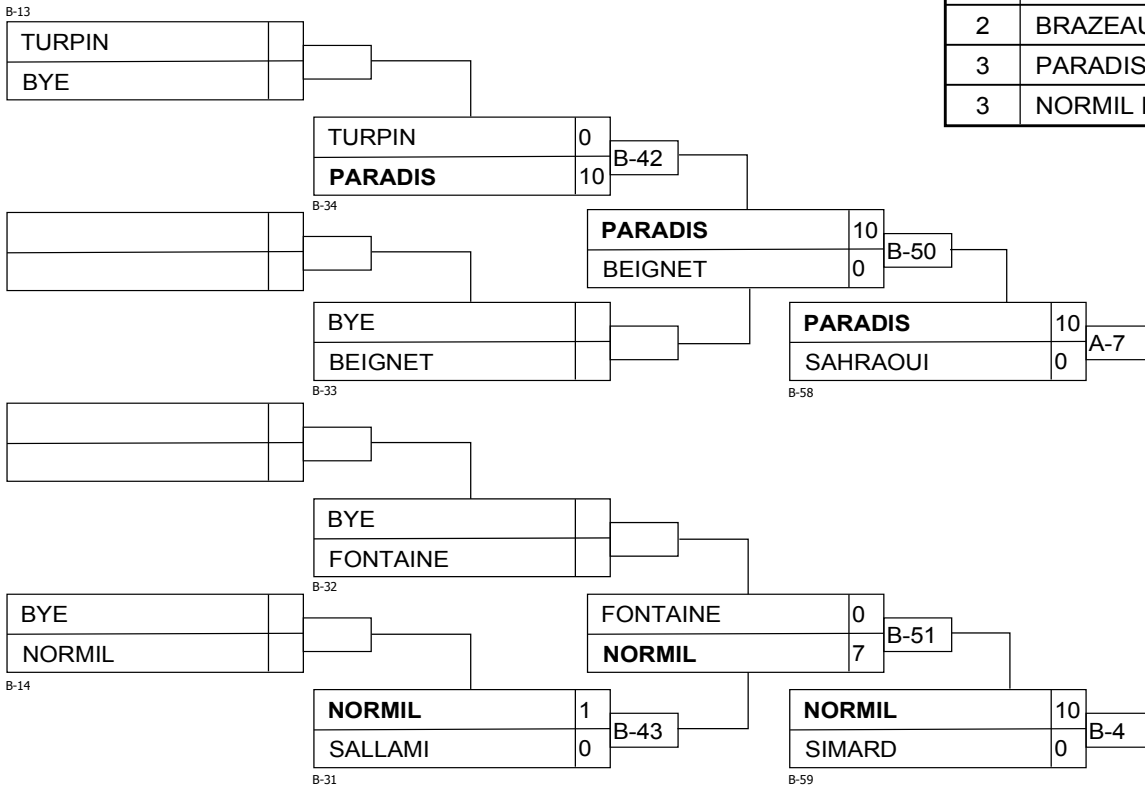 B-13
TURPIN
BYE
2 BRAZEAU
3 PARADIS
3 NORMIL
TURPIN 0
PARADIS 10
B-42
B-34
PARADIS 10
BEIGNET 0
B-50
BYE
BEIGNET
B-33
PARADIS 10
SAHRAOUI 0
A-7
B-58
BYE
FONTAINE
B-32
BYE
NORMIL
B-14
FONTAINE 0
NORMIL 7
B-51
NORMIL 1
SALLAMI 0
B-43
B-31
NORMIL 10
SIMARD 0
B-4
B-59